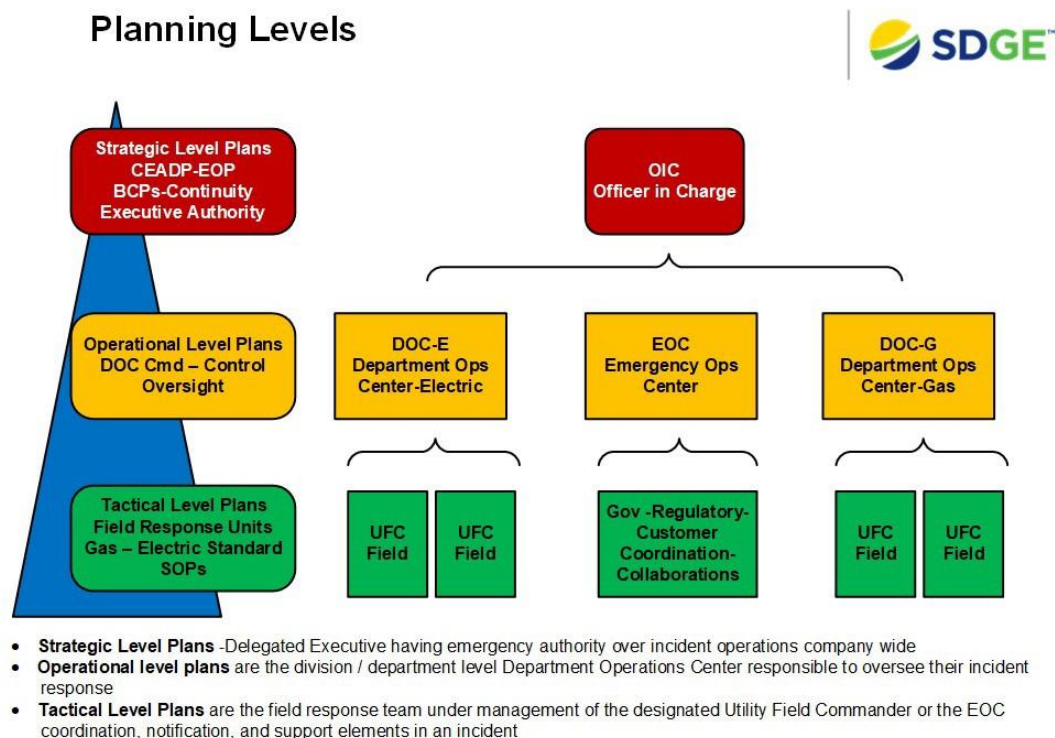 Planning Levels
SDGE™
Strategic Level Plans
CEADP-EOP
BCPs-Continuity
Executive Authority
OIC
Officer in Charge
Operational Level Plans
DOC Cmd – Control
Oversight
DOC-E
Department Ops
Center-Electric
EOC
Emergency Ops
Center
DOC-G
Department Ops
Center-Gas
Tactical Level Plans
Field Response Units
Gas – Electric Standard
SOPs
UFC
Field
UFC
Field
Gov -Regulatory-
Customer
Coordination-
Collaborations
UFC
Field
UFC
Field
• Strategic Level Plans -Delegated Executive having emergency authority over incident operations company wide
• Operational level plans are the division / department level Department Operations Center responsible to oversee their incident
response
• Tactical Level Plans are the field response team under management of the designated Utility Field Commander or the EOC
coordination, notification, and support elements in an incident